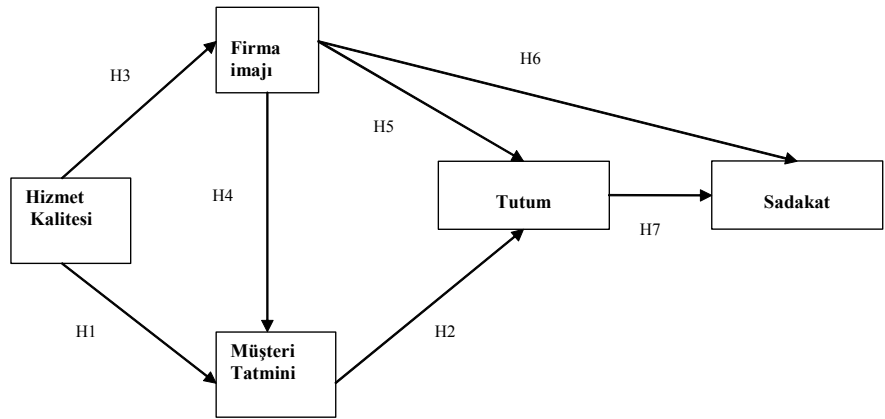 Firma
imajı
H6
H3
H5
H4
Hizmet
Kalitesi
Tutum
Sadakat
H7
H1
H2
Müşteri
Tatmini